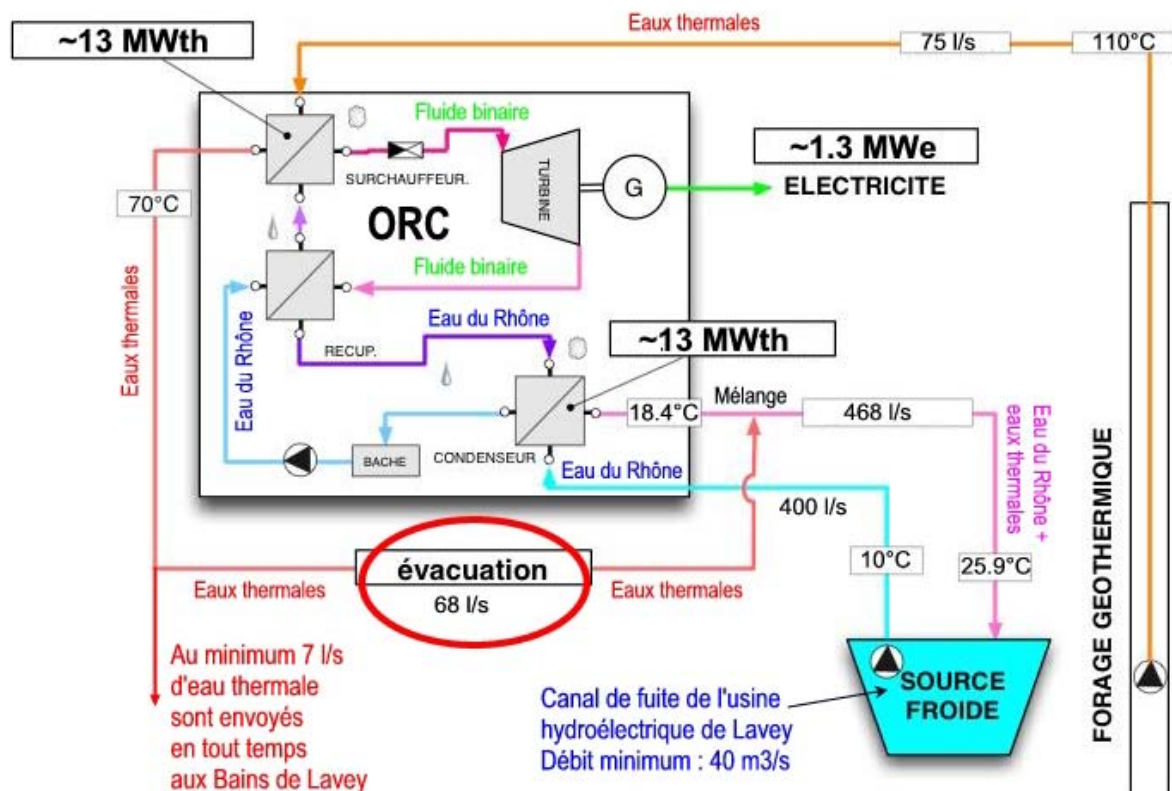 Eaux thermales
~13 MWth
75 l/s
110°C
Fluide binaire
~1.3 MWe
ELECTRICITE
SURCHAUFFEUR.
TURBINE
G
70°C
ORC
Eaux thermales
Fluide binaire
Eau du Rhône
Eau du Rhône
RECUP.
~13 MWth
Mélange
18.4°C
468 l/s
Eau du Rhône +
eaux thermales
BACHE
CONDENSEUR
Eau du Rhône
400 l/s
FORAGE GEOTHERMIQUE
évacuation
10°C
25.9°C
Eaux thermales
68 l/s
Eaux thermales
Au minimum 7 l/s
d'eau thermale
sont envoyés
en tout temps
aux Bains de Lavey
Canal de fuite de l'usine
hydroélectrique de Lavey
Débit minimum : 40 m3/s
SOURCE
FROIDE